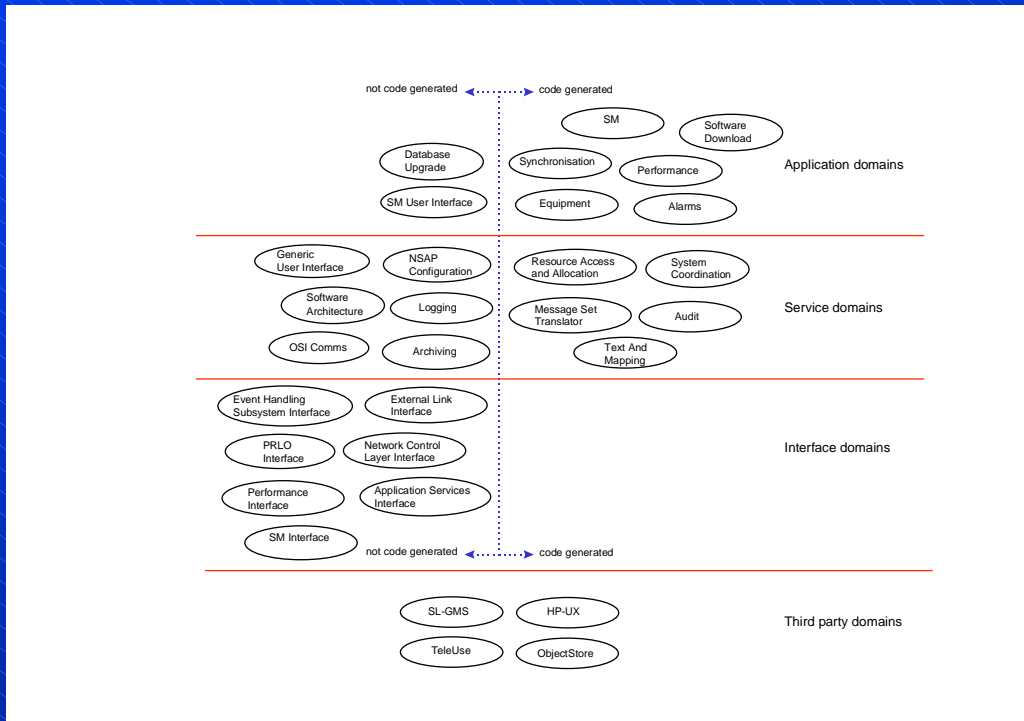 not code generated
code generated
SM
Software
Download
Database
Upgrade
Synchronisation
Performance
Application domains
SM User Interface
Equipment
Alarms
Generic
User Interface
NSAP
Configuration
Resource Access
and Allocation
System
Coordination
Software
Architecture
Logging
Message Set
Translator
Audit
Service domains
OSI Comms
Archiving
Text And
Mapping
Event Handling
Subsystem Interface
External Link
Interface
PRLO
Interface
Network Control
Layer Interface
Interface domains
Performance
Interface
Application Services
Interface
SM Interface
not code generated
code generated
SL-GMS
HP-UX
Third party domains
TeleUse
ObjectStore